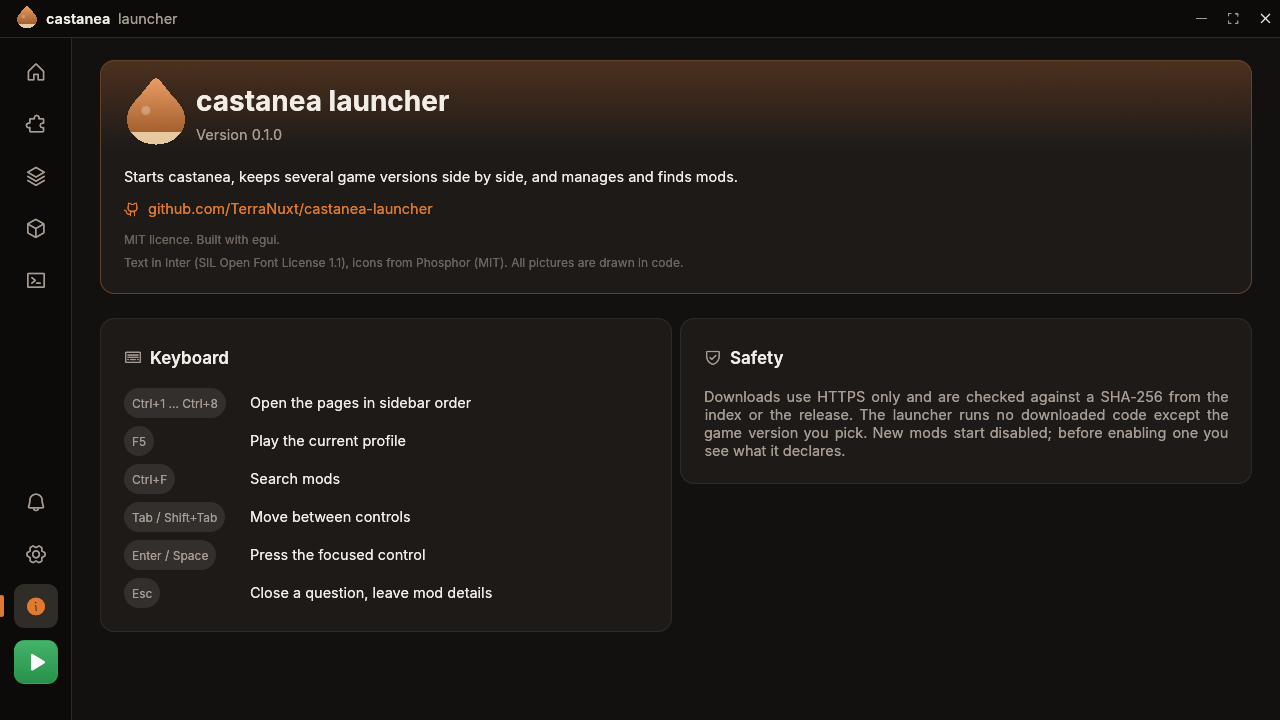 castanea launcher
castanea launcher
Version 0.1.0
Starts castanea, keeps several game versions side by side, and manages and finds mods.
github.com/TerraNuxt/castanea-launcher
MIT licence. Built with egui.
Text in Inter (SIL Open Font License 1.1), icons from Phosphor (MIT). All pictures are drawn in code.
Keyboard
Ctrl+1 ... Ctrl+8 Open the pages in sidebar order
F5 Play the current profile
Ctrl+F Search mods
Tab / Shift+Tab Move between controls
Enter / Space Press the focused control
Esc Close a question, leave mod details
Safety
Downloads use HTTPS only and are checked against a SHA-256 from the
index or the release. The launcher runs no downloaded code except the
game version you pick. New mods start disabled; before enabling one you
see what it declares.